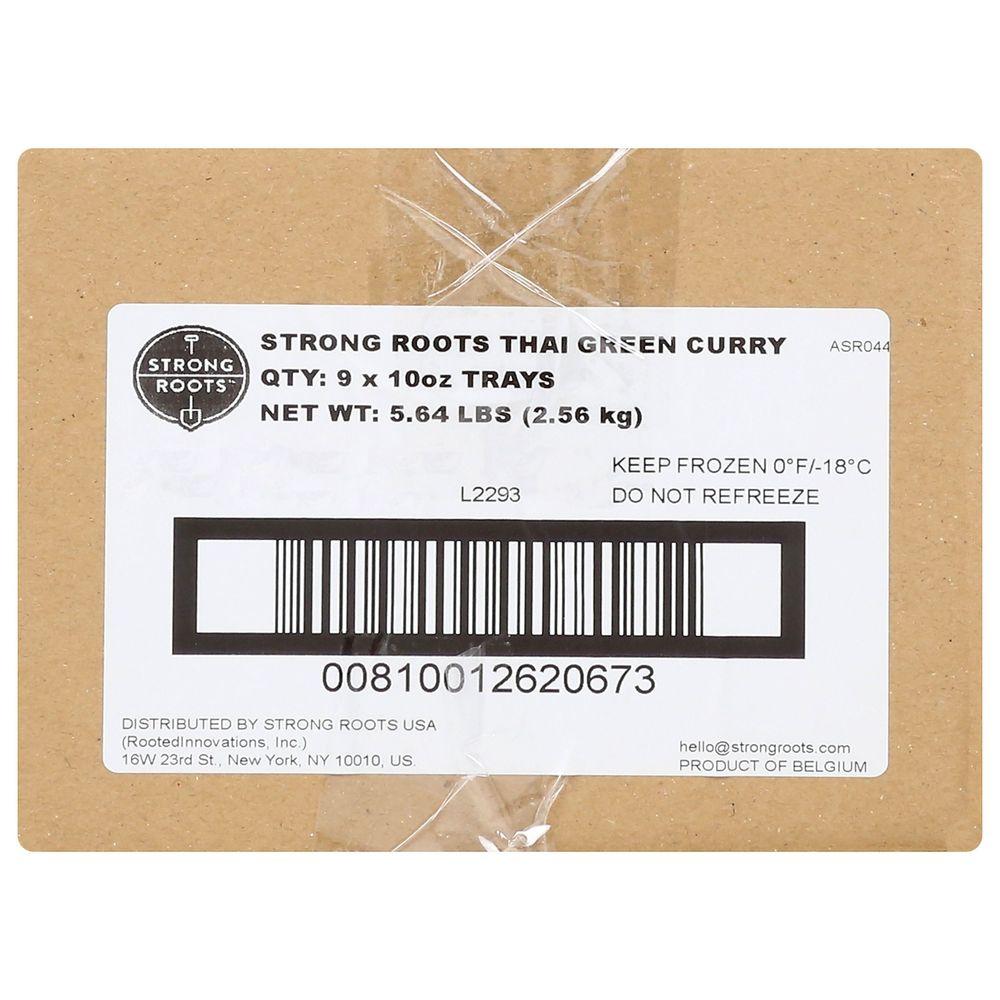 STRONG
ROOTS™
STRONG ROOTS THAI GREEN CURRY
ASR044
QTY: 9 x 10oz TRAYS
NET WT: 5.64 LBS (2.56 kg)
KEEP FROZEN 0°F/-18°C
L2293
DO NOT REFREEZE
00810012620673
DISTRIBUTED BY STRONG ROOTS USA
(RootedInnovations, Inc.)
16W 23rd St., New York, NY 10010, US.
hello@strongroots.com
PRODUCT OF BELGIUM